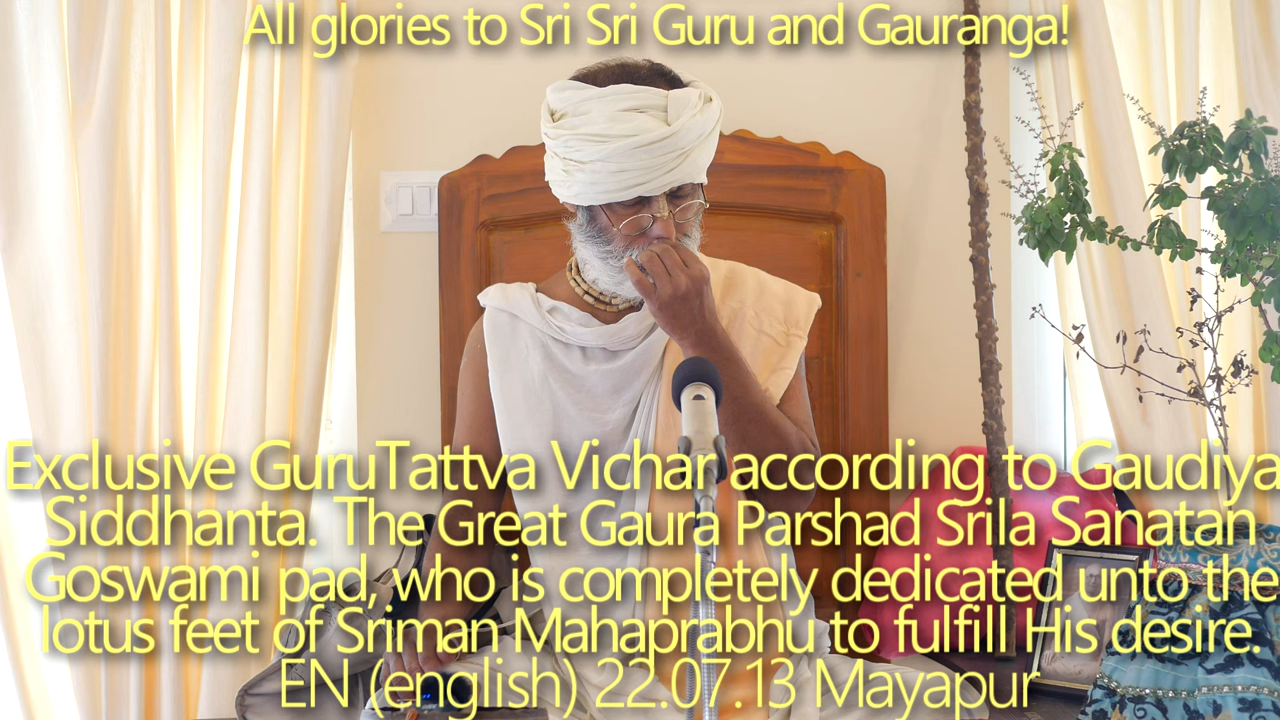 All glories to Sri Sri Guru and Gauranga!
Exclusive GuruTattva Vichar according to Gaudiya
Siddhanta. The Great Gaura Parshad Srila Sanatan
Goswami pad, who is completely dedicated unto the
lotus feet of Sriman Mahaprabhu to fulfill His desire.
EN (english) 22.07.13 Mayapur